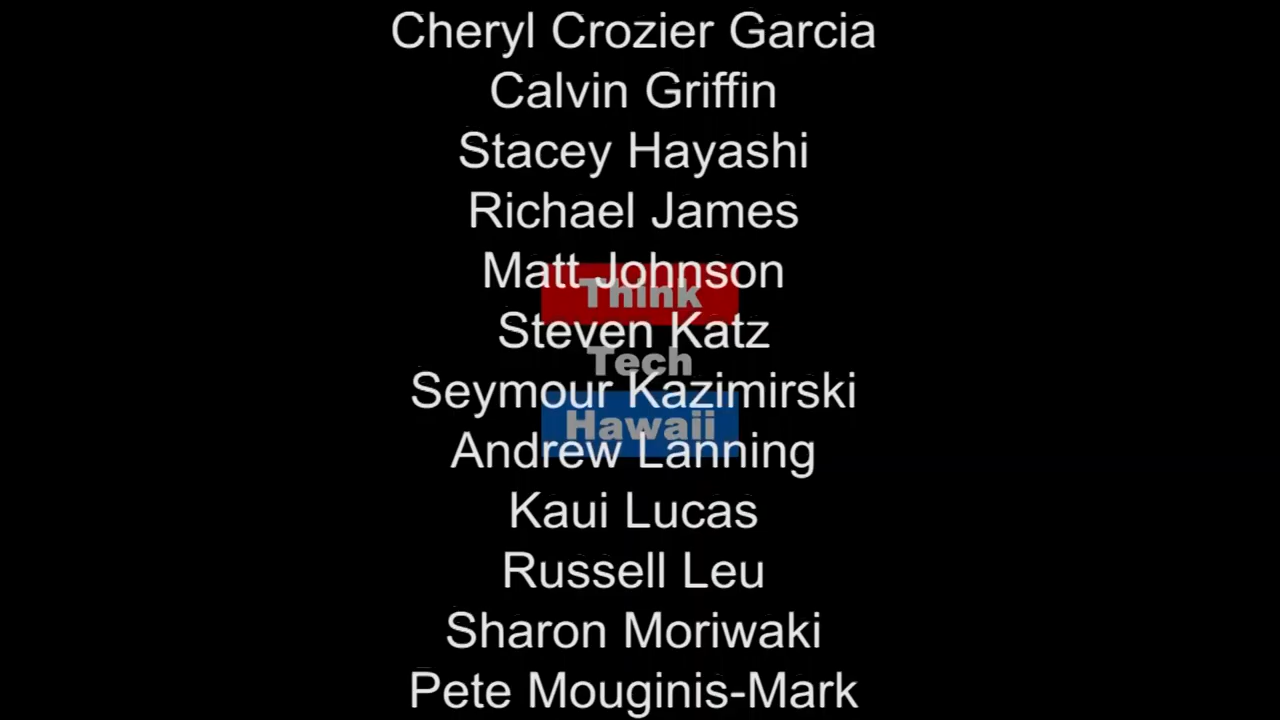 Cheryl Crozier Garcia
Calvin Griffin
Stacey Hayashi
Richael James
Matt Johnson
Think
Steven Katz
Tech
Seymour Kazimirski
Hawaii
Andrew Lanning
Kaui Lucas
Russell Leu
Sharon Moriwaki
Pete Mouginis-Mark